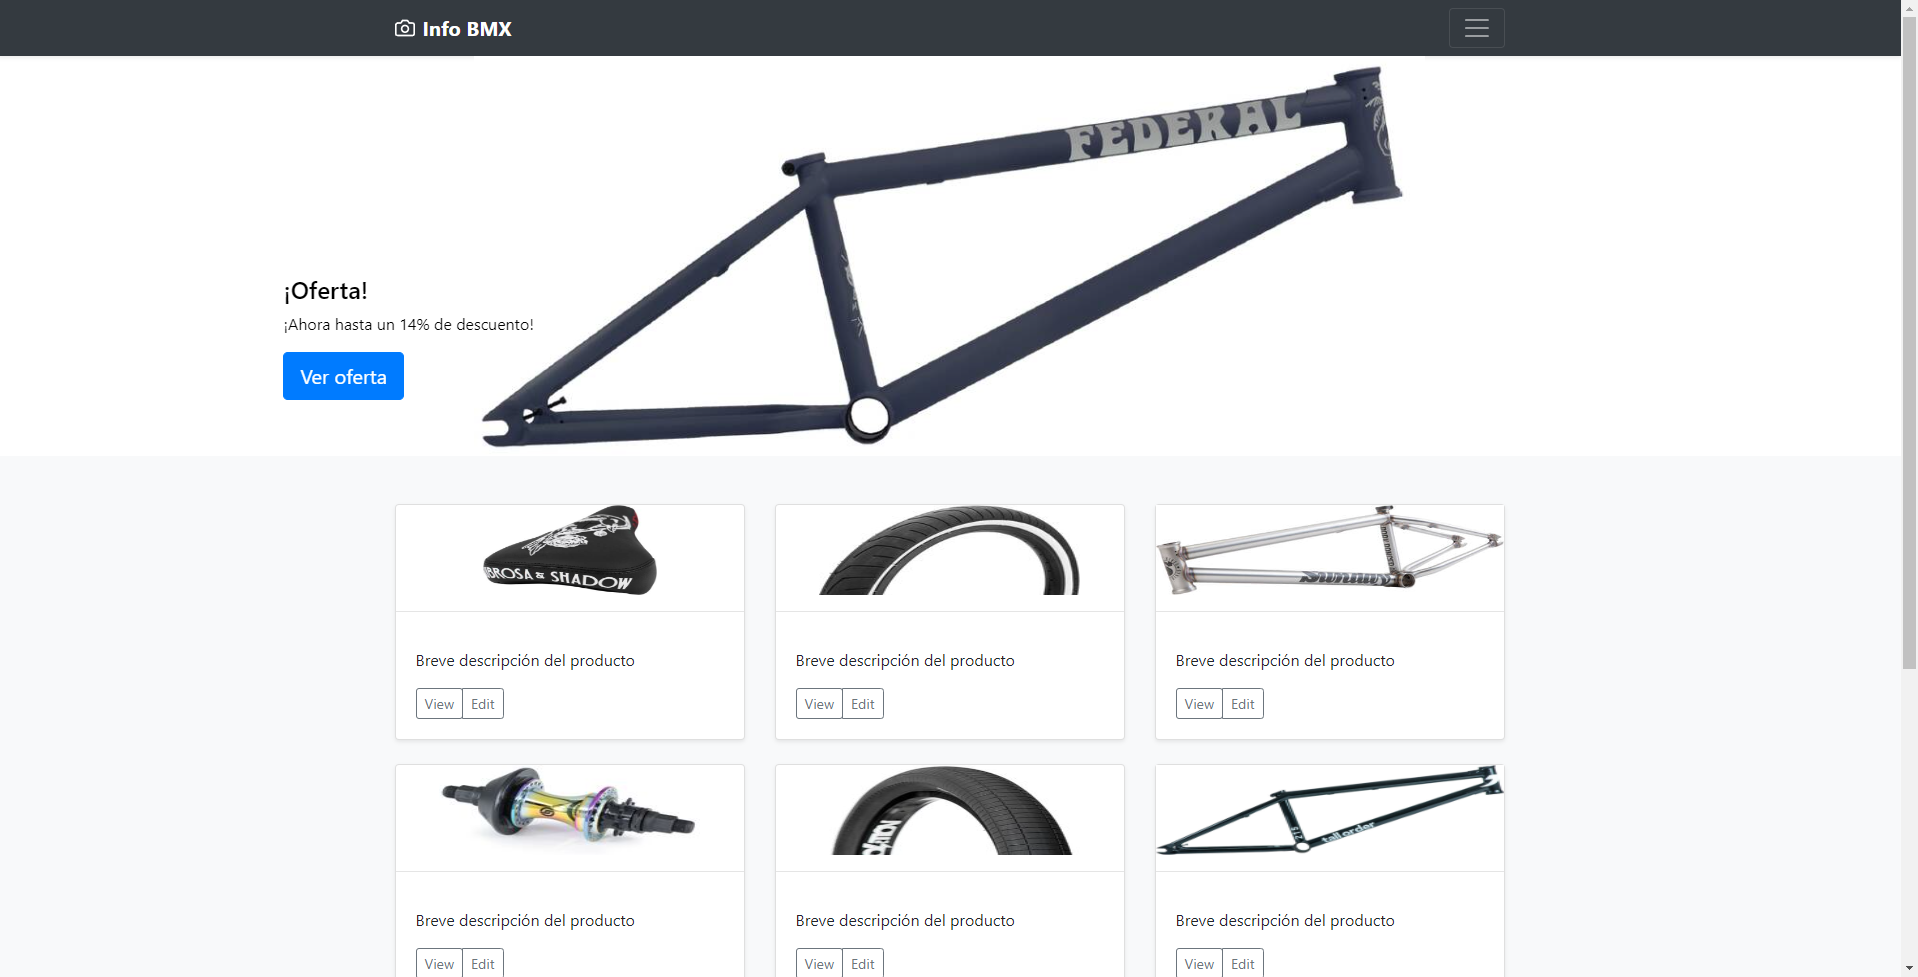 Info BMX
FEDERAL
¡Oferta!
¡Ahora hasta un 14% de descuento!
Ver oferta
BROSA & SHADOW
Sunday
Breve descripción del producto
Breve descripción del producto
Breve descripción del producto
View Edit
View Edit
View Edit
215
tall order
Breve descripción del producto
Breve descripción del producto
Breve descripción del producto
View Edit
View Edit
View Edit